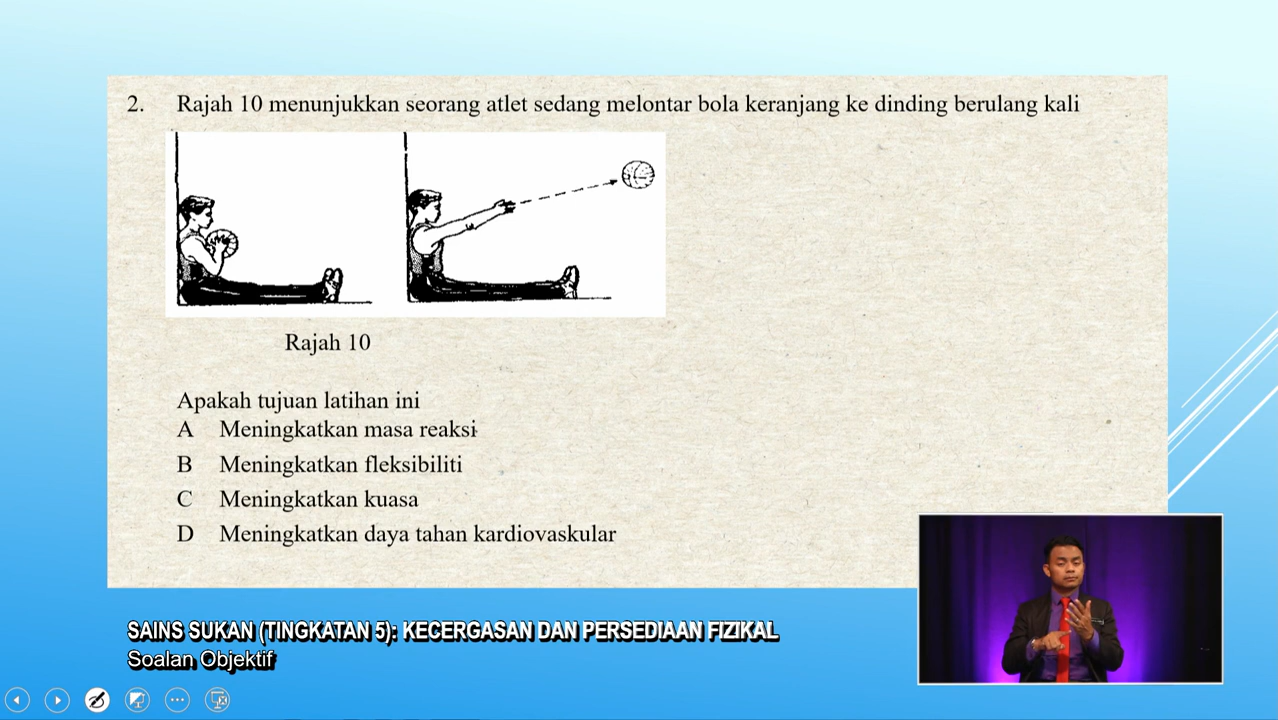 2. Rajah 10 menunjukkan seorang atlet sedang melontar bola keranjang ke dinding berulang kali
Rajah 10
Apakah tujuan latihan ini
A Meningkatkan masa reaksi
B Meningkatkan fleksibiliti
C Meningkatkan kuasa
D Meningkatkan daya tahan kardiovaskular
SAINS SUKAN (TINGKATAN 5): KECERGASAN DAN PERSEDIAAN FIZIKAL
Soalan Objektif